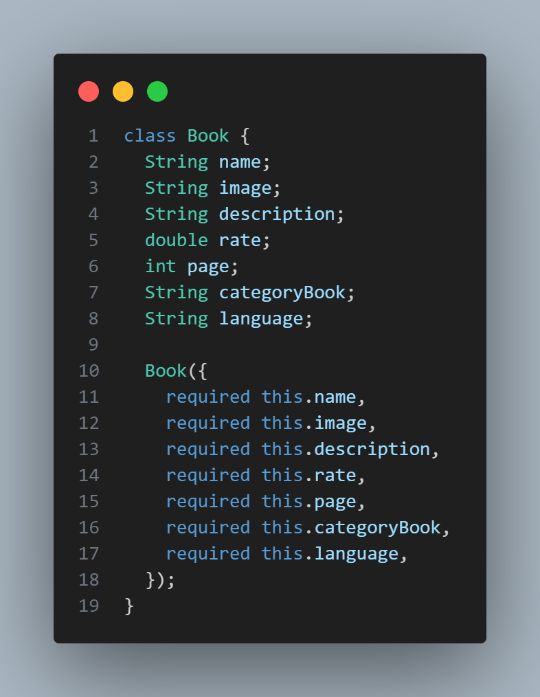 1 class Book {
2   String name;
3   String image;
4   String description;
5   double rate;
6   int page;
7   String categoryBook;
8   String language;
9
10   Book({
11     required this.name,
12     required this.image,
13     required this.description,
14     required this.rate,
15     required this.page,
16     required this.categoryBook,
17     required this.language,
18   });
19 }